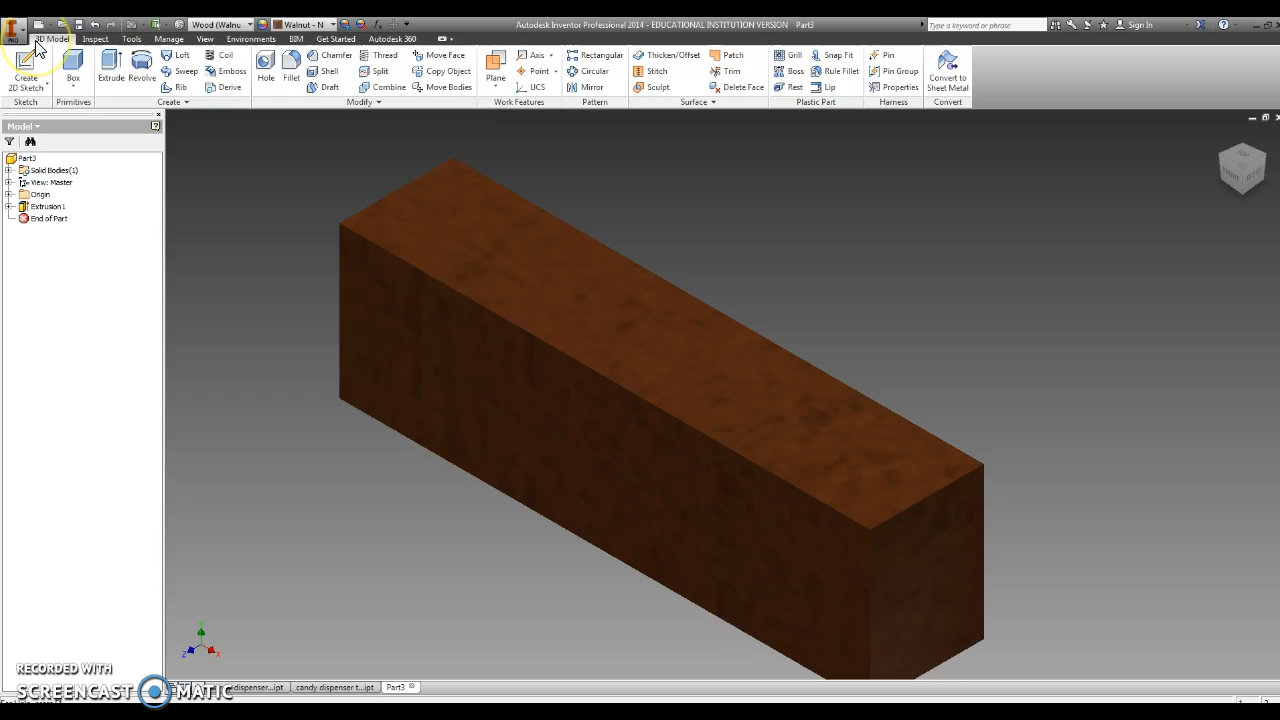 Wood (Walnu Walnut - N Autodesk Inventor Professional 2014 - EDUCATIONAL INSTITUTION VERSION Part3 Type a keyword or phrase Sign In
PRO 3D Model Inspect Tools Manage View Environments BIM Get Started Autodesk 360
Loft Coil Chamfer Thread Move Face Axis Rectangular Thicken/Offset Patch Grill Snap Fit Pin
Create Box Extrude Revolve Sweep Emboss Hole Fillet Shell Split Copy Object Plane Point Circular Stitch Trim Boss Rule Fillet Pin Group Convert to
2D Sketch Rib Derive Draft Combine Move Bodies UCS Mirror Sculpt Delete Face Rest Lip Properties Sheet Metal
Sketch Primitives Create Modify Work Features Pattern Surface Plastic Part Harness Convert
Model
Part3
Solid Bodies(1)
View: Master
Origin
Extrusion1
End of Part
TOP
FRONT RIGHT
Y
Z X
RECORDED WITH
SCREENCAST MATIC
dispenser...ipt candy dispenser t...ipt Part3